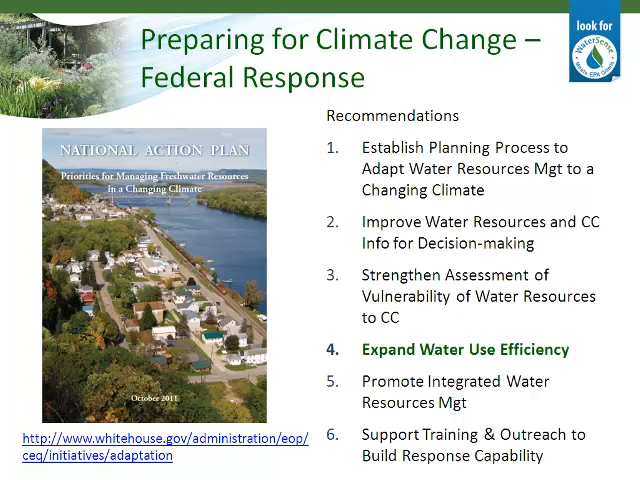 Preparing for Climate Change –
Federal Response
look for
WaterSense
Meets EPA Criteria
NATIONAL ACTION PLAN
Priorities for Managing Freshwater Resources
in a Changing Climate
October 2011
http://www.whitehouse.gov/administration/eop/
ceq/initiatives/adaptation
Recommendations
1. Establish Planning Process to
Adapt Water Resources Mgt to a
Changing Climate
2. Improve Water Resources and CC
Info for Decision-making
3. Strengthen Assessment of
Vulnerability of Water Resources
to CC
4. Expand Water Use Efficiency
5. Promote Integrated Water
Resources Mgt
6. Support Training & Outreach to
Build Response Capability